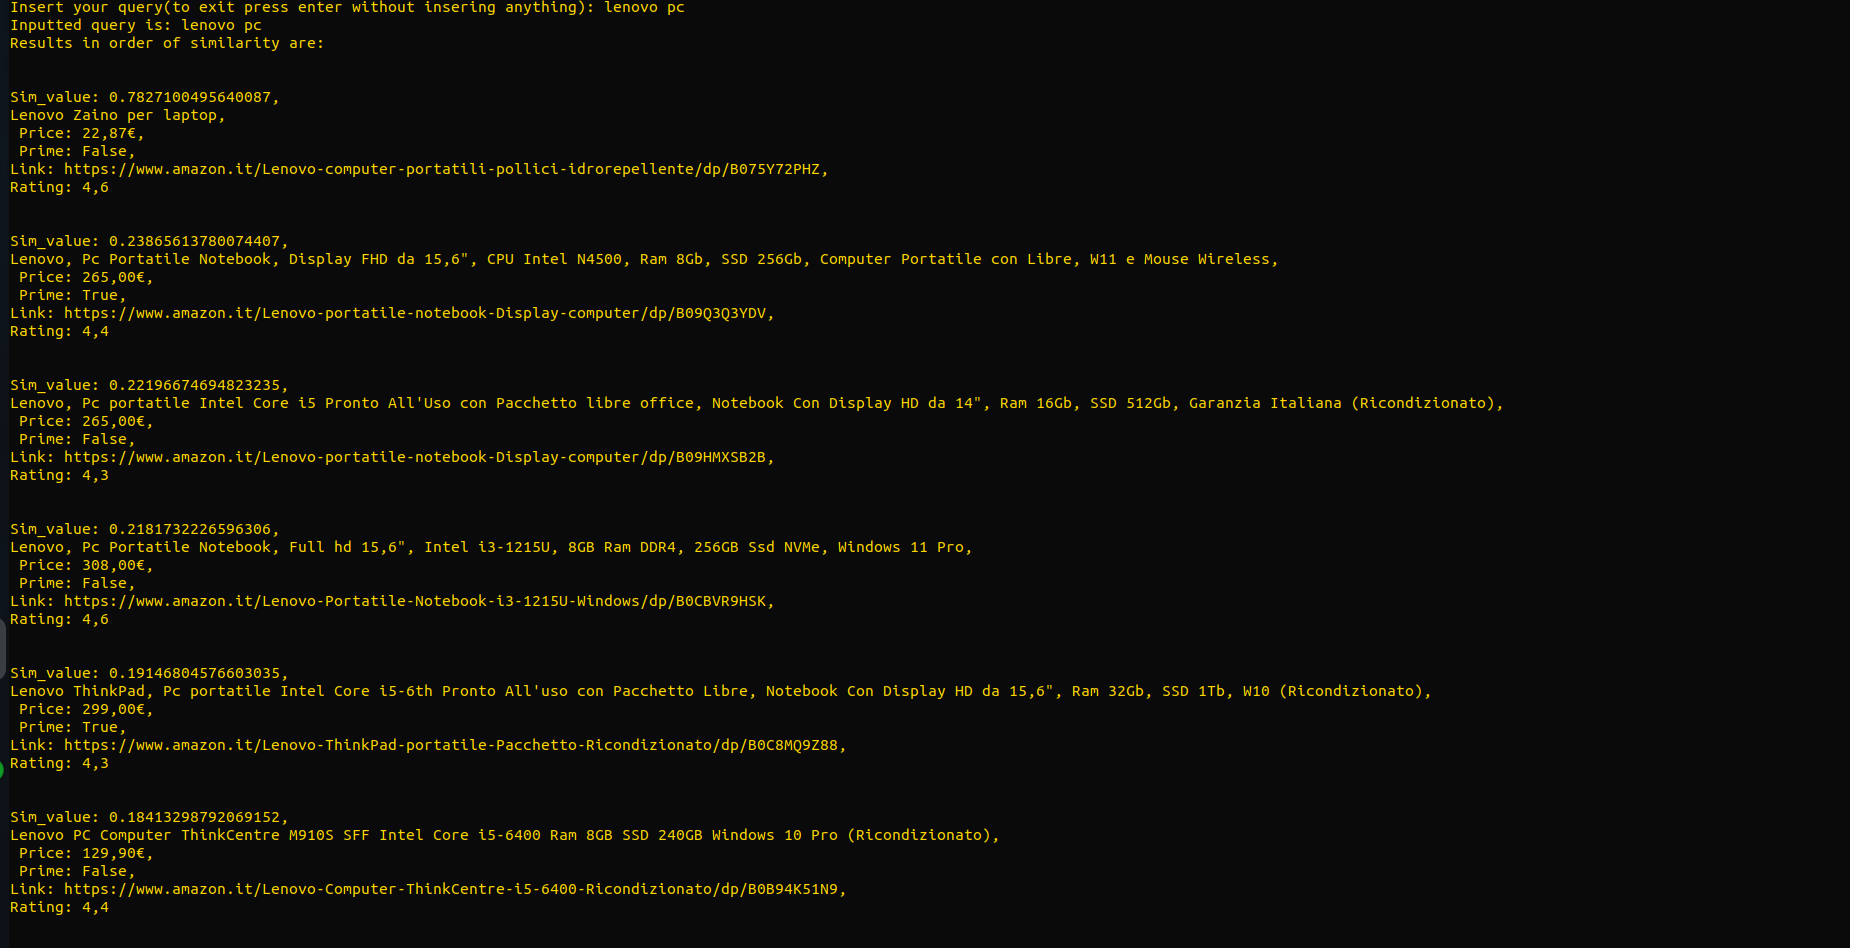 Insert your query(to exit press enter without insering anything): lenovo pc
Inputted query is: lenovo pc
Results in order of similarity are:
Sim_value: 0.7827100495640087,
Lenovo Zaino per laptop,
Price: 22,87€,
Prime: False,
Link: https://www.amazon.it/Lenovo-computer-portatili-pollici-idrorepellente/dp/B075Y72PHZ,
Rating: 4,6
Sim_value: 0.23865613780074407,
Lenovo, Pc Portatile Notebook, Display FHD da 15,6", CPU Intel N4500, Ram 8Gb, SSD 256Gb, Computer Portatile con Libre, W11 e Mouse Wireless,
Price: 265,00€,
Prime: True,
Link: https://www.amazon.it/Lenovo-portatile-notebook-Display-computer/dp/B09Q3Q3YDV,
Rating: 4,4
Sim_value: 0.22196674694823235,
Lenovo, Pc portatile Intel Core i5 Pronto All'Uso con Pacchetto libre office, Notebook Con Display HD da 14", Ram 16Gb, SSD 512Gb, Garanzia Italiana (Ricondizionato),
Price: 265,00€,
Prime: False,
Link: https://www.amazon.it/Lenovo-portatile-notebook-Display-computer/dp/B09HMXSB2B,
Rating: 4,3
Sim_value: 0.2181732226596306,
Lenovo, Pc Portatile Notebook, Full hd 15,6", Intel i3-1215U, 8GB Ram DDR4, 256GB Ssd NVMe, Windows 11 Pro,
Price: 308,00€,
Prime: False,
Link: https://www.amazon.it/Lenovo-Portatile-Notebook-i3-1215U-Windows/dp/B0CBVR9HSK,
Rating: 4,6
Sim_value: 0.19146804576603035,
Lenovo ThinkPad, Pc portatile Intel Core i5-6th Pronto All'uso con Pacchetto Libre, Notebook Con Display HD da 15,6", Ram 32Gb, SSD 1Tb, W10 (Ricondizionato),
Price: 299,00€,
Prime: True,
Link: https://www.amazon.it/Lenovo-ThinkPad-portatile-Pacchetto-Ricondizionato/dp/B0C8MQ9Z88,
Rating: 4,3
Sim_value: 0.18413298792069152,
Lenovo PC Computer ThinkCentre M910S SFF Intel Core i5-6400 Ram 8GB SSD 240GB Windows 10 Pro (Ricondizionato),
Price: 129,90€,
Prime: False,
Link: https://www.amazon.it/Lenovo-Computer-ThinkCentre-i5-6400-Ricondizionato/dp/B0B94K51N9,
Rating: 4,4